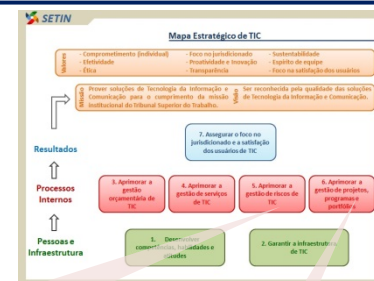 SETIN
Mapa Estratégico de TIC
Valores
- Comprometimento (individual) - Foco no jurisdicionado - Sustentabilidade
- Efetividade - Proatividade e Inovação - Espírito de equipe
- Ética - Transparência - Foco na satisfação dos usuários
Missão
Prover soluções de Tecnologia da Informação e
Comunicação para o cumprimento da missão
institucional do Tribunal Superior do Trabalho.
Visão
Ser reconhecida pela qualidade das soluções
de Tecnologia da Informação e Comunicação.
Resultados
7. Assegurar o foco no
jurisdicionado e a satisfação
dos usuários de TIC
Processos
Internos
3. Aprimorar a
gestão
orçamentária de
TIC
4. Aprimorar a
gestão de serviços
de TIC
5. Aprimorar a
gestão de riscos de
TIC
6. Aprimorar a
gestão de projetos,
programas e
portfólios
Pessoas e
Infraestrutura
1. Desenvolver
competências, habilidades e
atitudes
2. Garantir a infraestrutura
de TIC